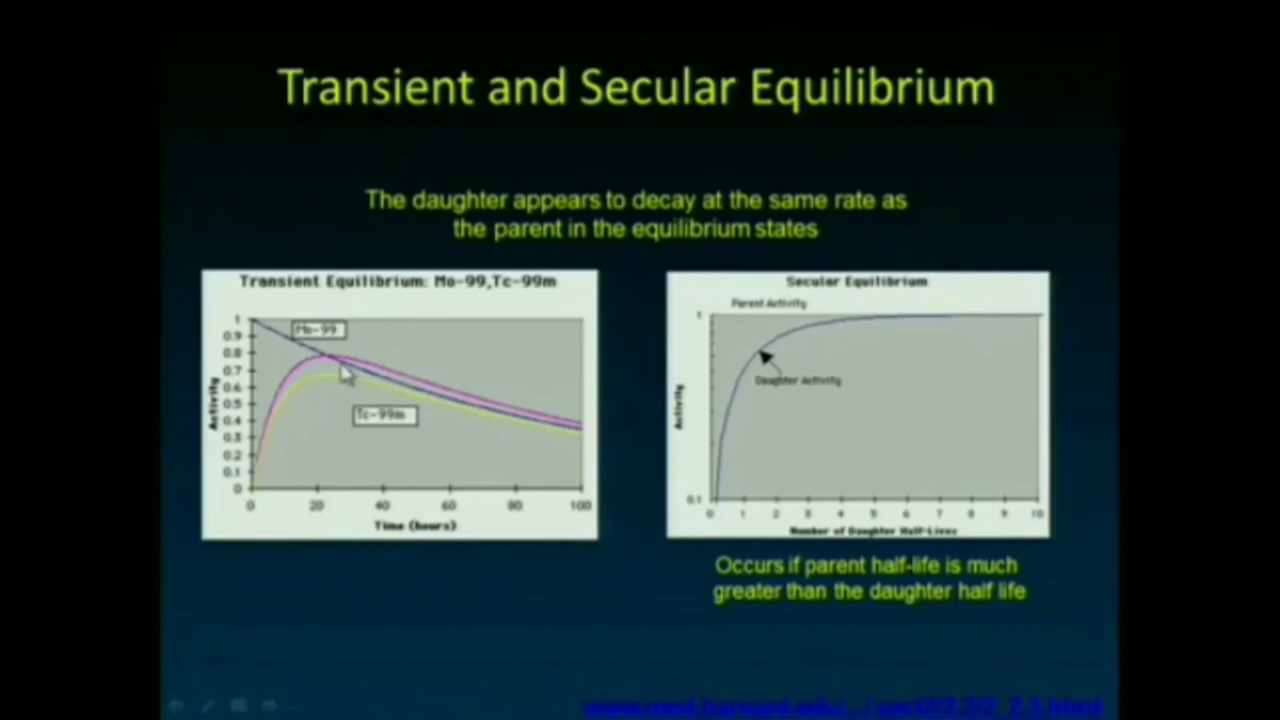 Transient and Secular Equilibrium
The daughter appears to decay at the same rate as
the parent in the equilibrium states
Transient Equilibrium: Mo-99,Tc-99m
Mo-99
Tc-99m
Activity
1
0.9
0.8
0.7
0.6
0.5
0.4
0.3
0.2
0.1
0
0 20 40 60 80 100
Time (hours)
Secular Equilibrium
Parent Activity
Daughter Activity
Activity
1
0.1
0 1 2 3 4 5 6 7 8 9 10
Number of Daughter Half-Lives
Occurs if parent half-life is much
greater than the daughter half life